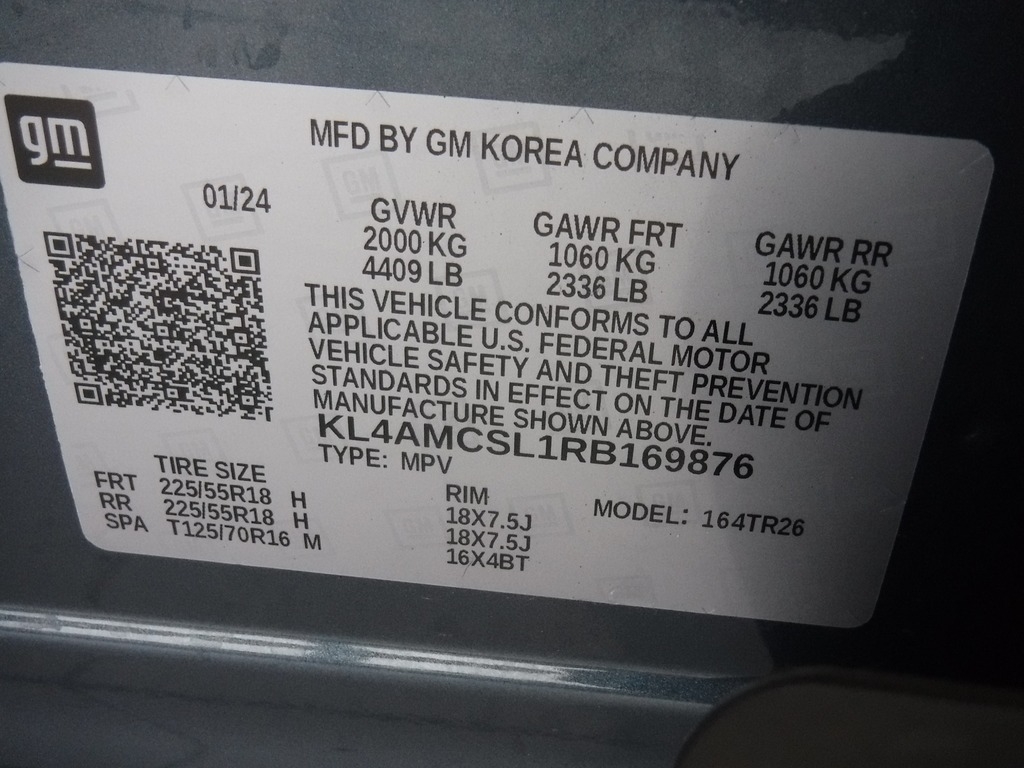 gm
MFD BY GM KOREA COMPANY
01/24
GVWR
2000 KG
4409 LB
GAWR FRT
1060 KG
2336 LB
GAWR RR
1060 KG
2336 LB
THIS VEHICLE CONFORMS TO ALL
APPLICABLE U.S. FEDERAL MOTOR
VEHICLE SAFETY AND THEFT PREVENTION
STANDARDS IN EFFECT ON THE DATE OF
MANUFACTURE SHOWN ABOVE.
KL4AMCSL1RB169876
TYPE: MPV
TIRE SIZE
FRT 225/55R18 H
RR 225/55R18 H
SPA T125/70R16 M
RIM
18X7.5J
18X7.5J
16X4BT
MODEL: 164TR26